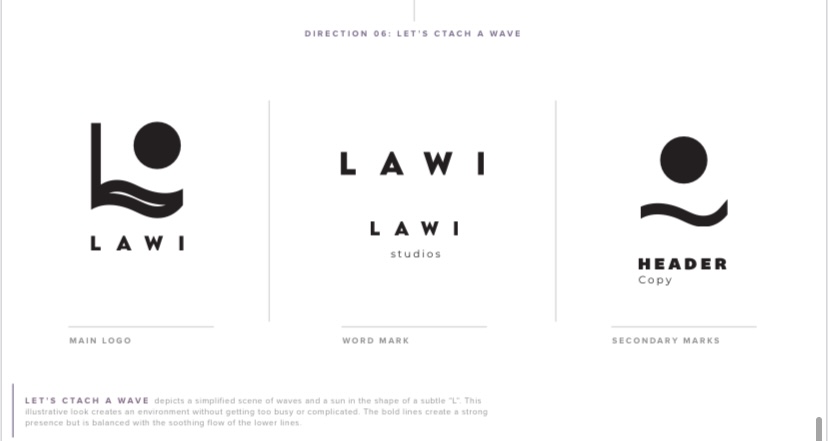 DIRECTION 06: LET'S CTACH A WAVE
LAWI
LAWI
LAWI
studios
HEADER
Copy
MAIN LOGO
WORD MARK
SECONDARY MARKS
LET'S CTACH A WAVE depicts a simplified scene of waves and a sun in the shape of a subtle "L". This
illustrative look creates an environment without getting too busy or complicated. The bold lines create a strong
presence but is balanced with the soothing flow of the lower lines.